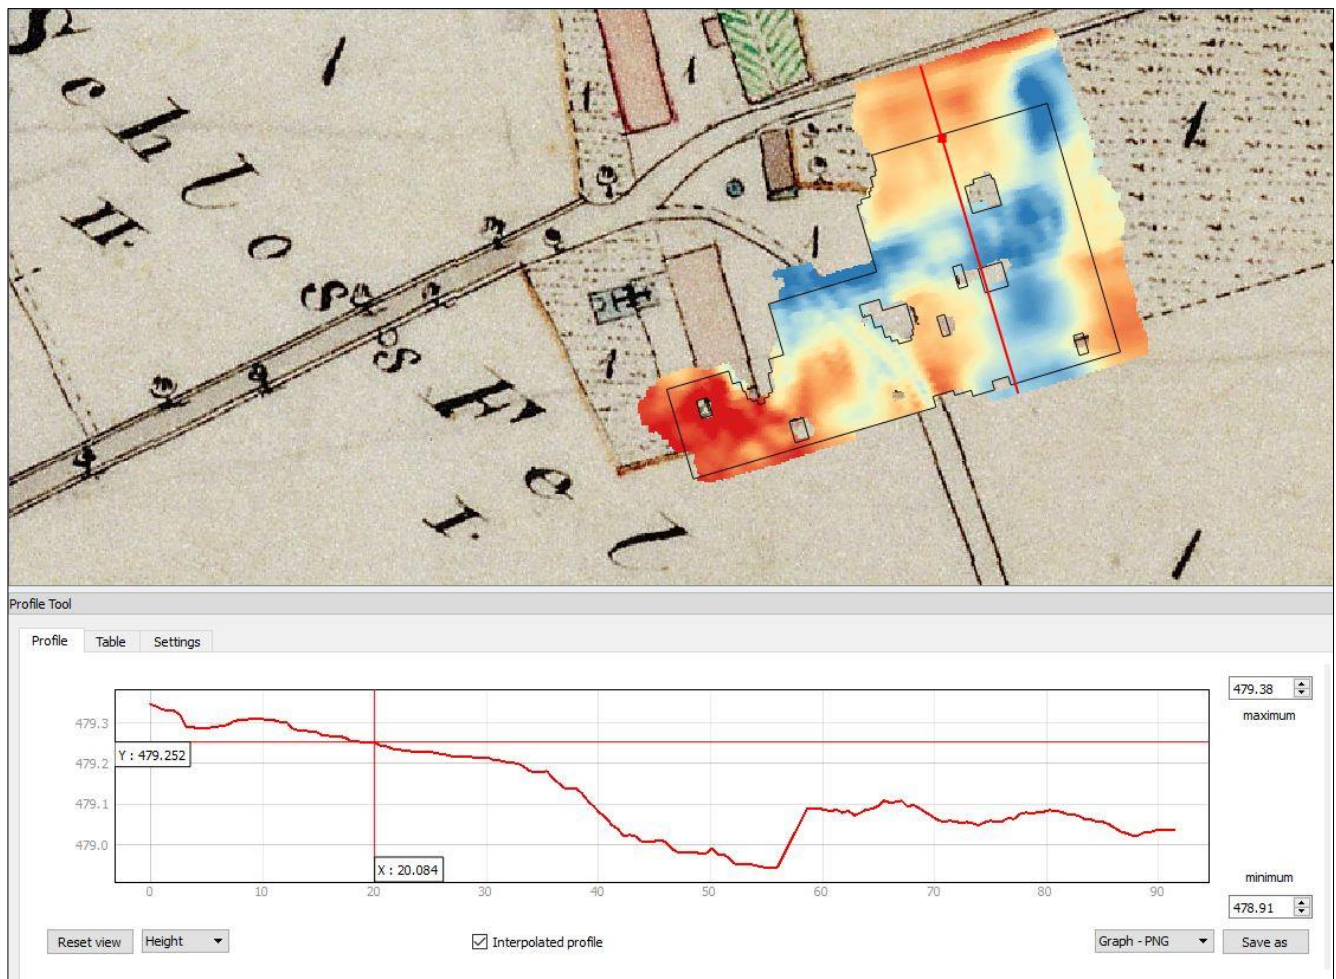 Schloss Fel
n.
r.
Profile Tool
Profile Table Settings
479.3
479.2
479.1
479.0
Y : 479.252
X : 20.084
0 10 20 30 40 50 60 70 80 90
479.38
maximum
minimum
478.91
Reset view Height Interpolated profile Graph - PNG Save as